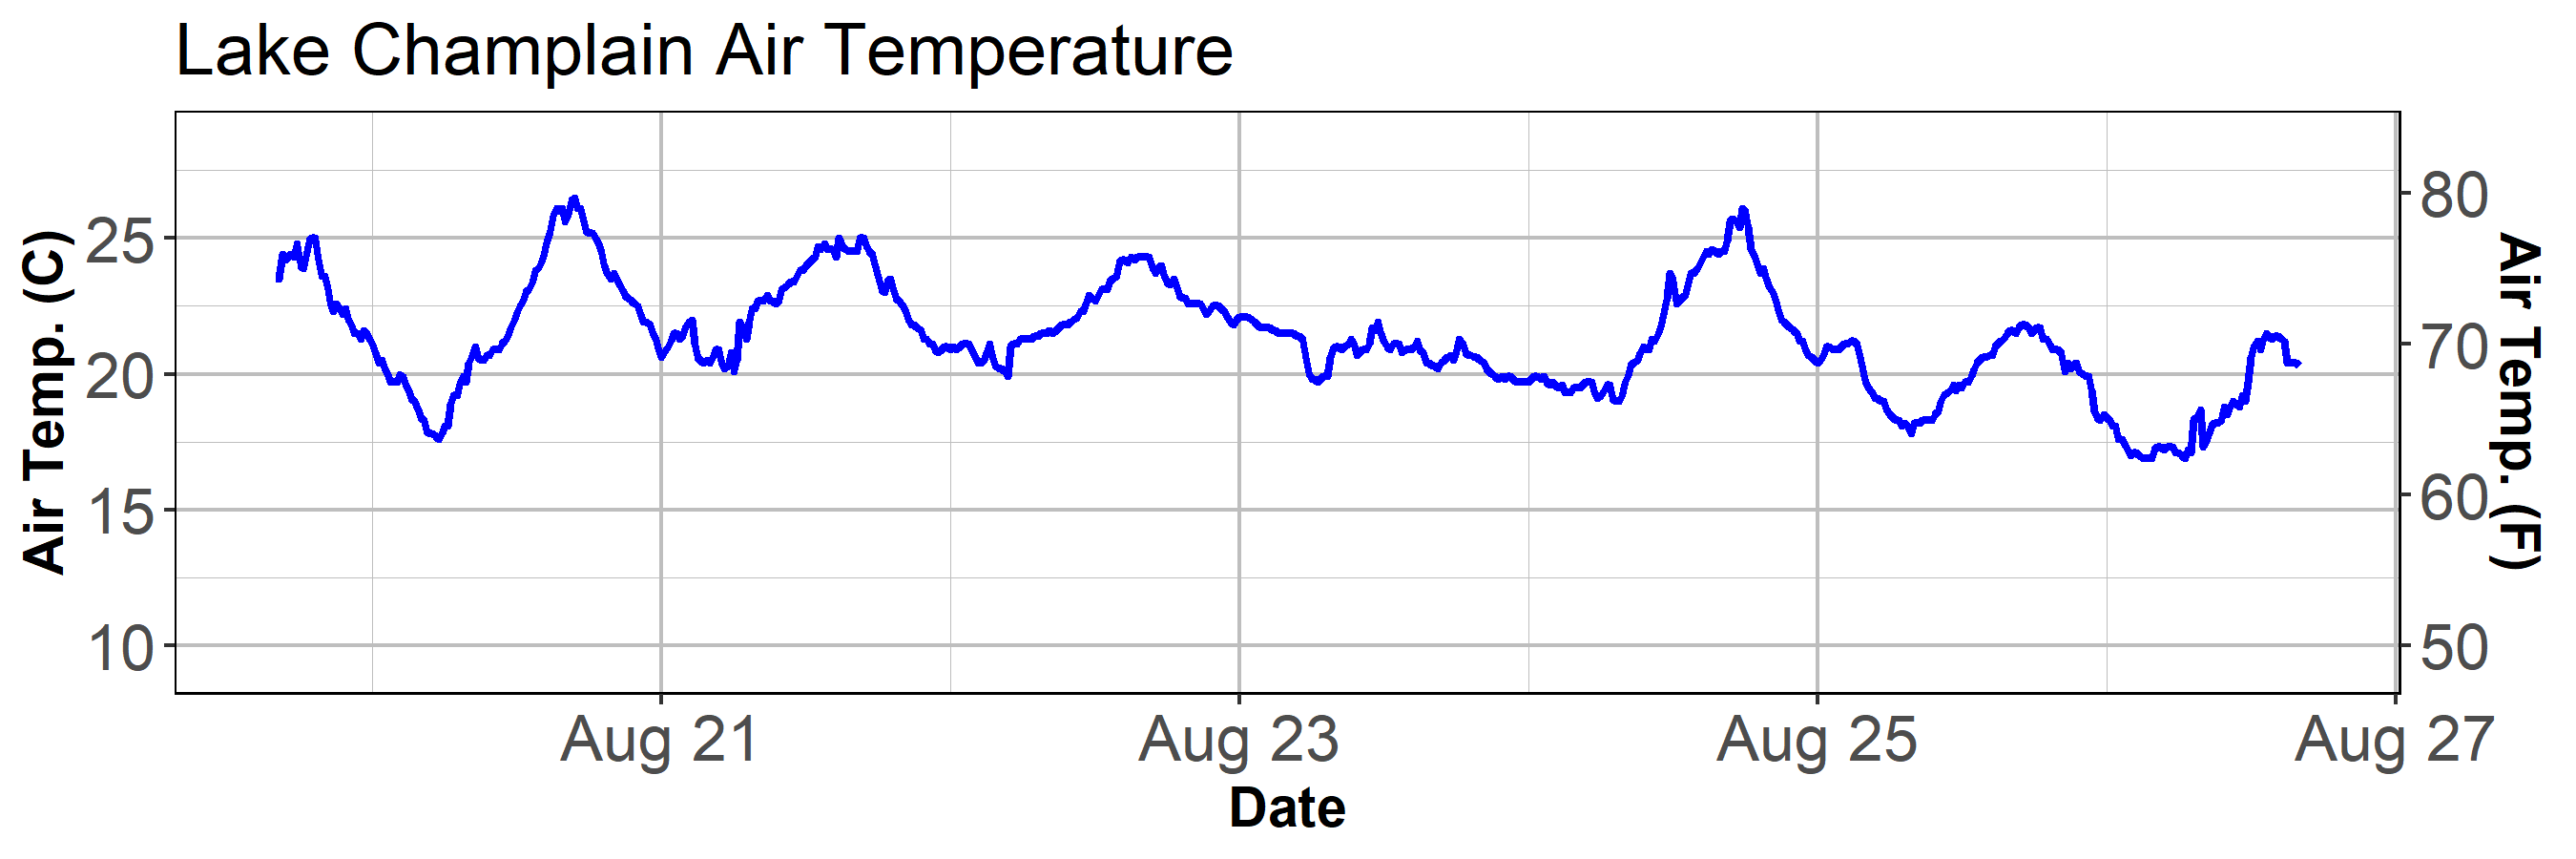 Lake Champlain Air Temperature
Air Temp. (C)
25
20
15
10
80
70
60
50
Air Temp. (F)
Aug 21
Aug 23
Aug 25
Aug 27
Date